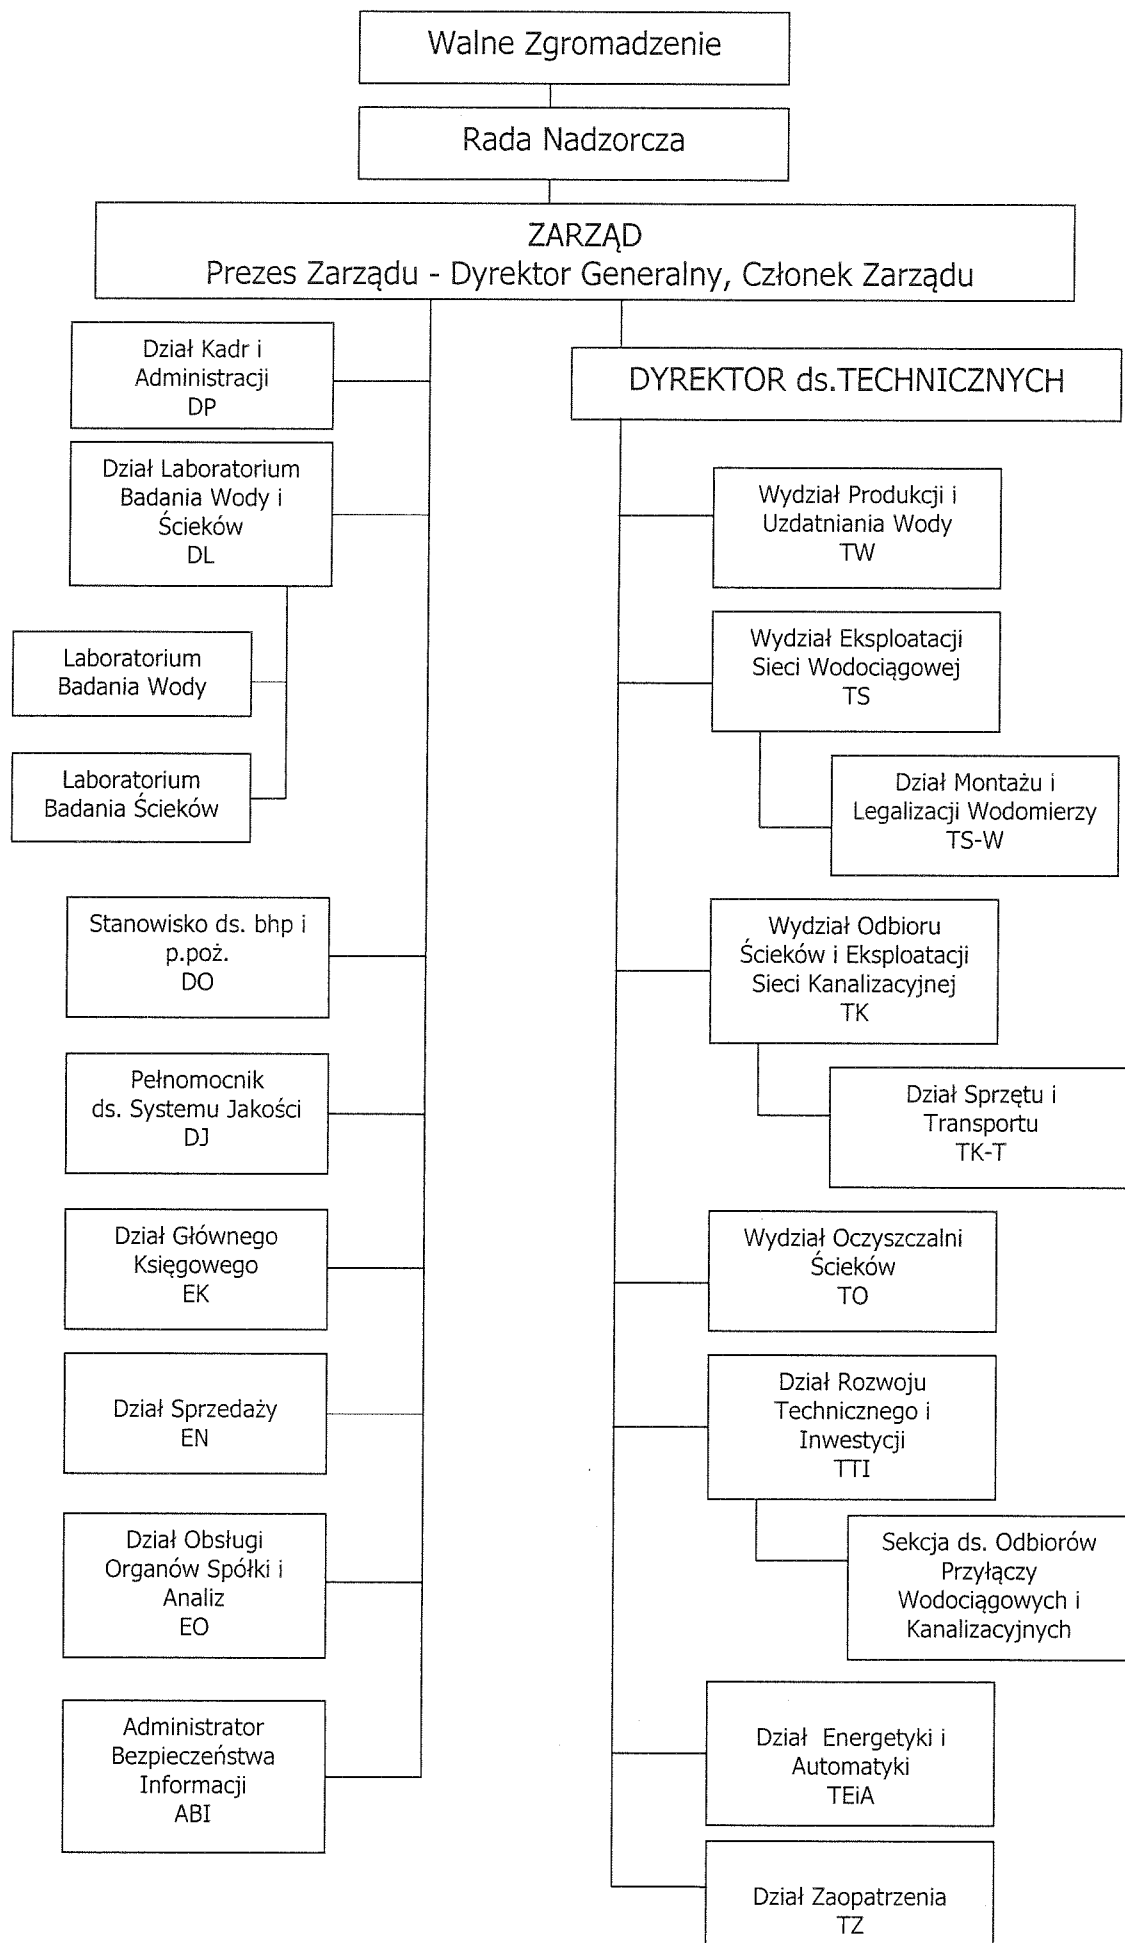 Walne Zgromadzenie
Rada Nadzorcza
ZARZĄD
Prezes Zarządu - Dyrektor Generalny, Członek Zarządu
Dział Kadr i
Administracji
DP
Dział Laboratorium
Badania Wody i
Ścieków
DL
Laboratorium
Badania Wody
Laboratorium
Badania Ścieków
Stanowisko ds. bhp i
p.poż.
DO
Pełnomocnik
ds. Systemu Jakości
DJ
Dział Głównego
Księgowego
EK
Dział Sprzedaży
EN
Dział Obsługi
Organów Spółki i
Analiz
EO
Administrator
Bezpieczeństwa
Informacji
ABI
DYREKTOR ds.TECHNICZNYCH
Wydział Produkcji i
Uzdatniania Wody
TW
Wydział Eksploatacji
Sieci Wodociągowej
TS
Dział Montażu i
Legalizacji Wodomierzy
TS-W
Wydział Odbioru
Ścieków i Eksploatacji
Sieci Kanalizacyjnej
TK
Dział Sprzętu i
Transportu
TK-T
Wydział Oczyszczalni
Ścieków
TO
Dział Rozwoju
Technicznego i
Inwestycji
TTI
Sekcja ds. Odbiorów
Przyłączy
Wodociągowych i
Kanalizacyjnych
Dział Energetyki i
Automatyki
TEiA
Dział Zaopatrzenia
TZ